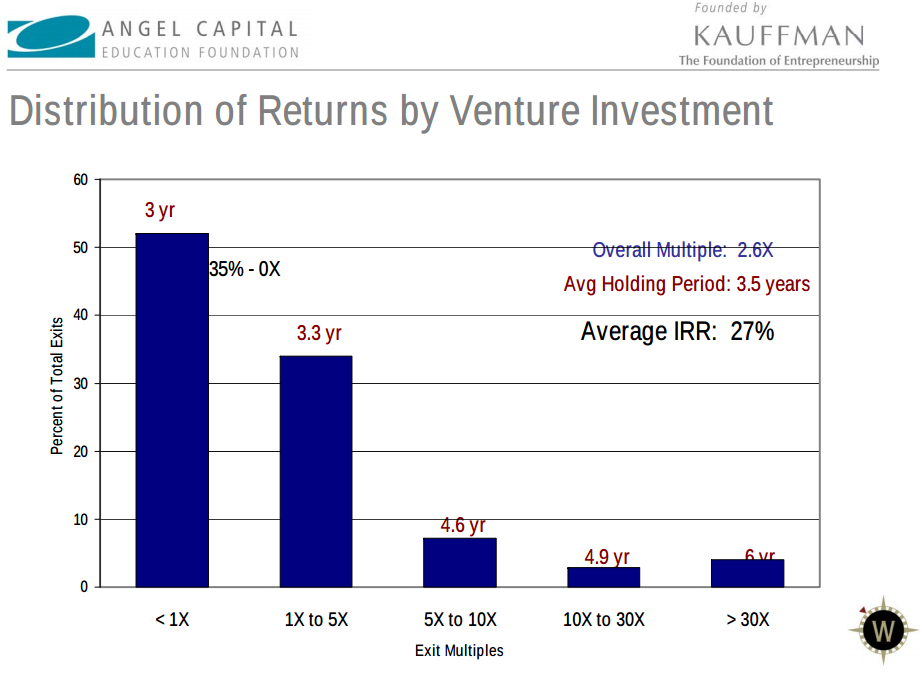 ANGEL CAPITAL
EDUCATION FOUNDATION
Founded by
KAUFFMAN
The Foundation of Entrepreneurship
Distribution of Returns by Venture Investment
60
50
40
30
20
10
0
Percent of Total Exits
3 yr
35% - 0X
3.3 yr
4.6 yr
4.9 yr
6 yr
Overall Multiple: 2.6X
Avg Holding Period: 3.5 years
Average IRR: 27%
< 1X
1X to 5X
5X to 10X
10X to 30X
> 30X
Exit Multiples
W